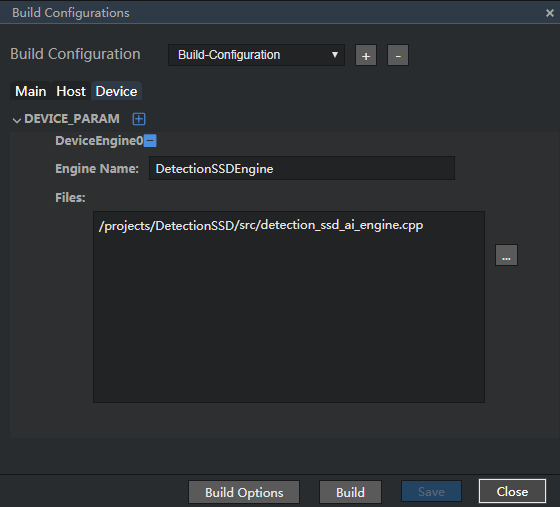 Build Configurations ×
Build Configuration Build-Configuration + -
Main Host Device
DEVICE_PARAM
DeviceEngine0
Engine Name: DetectionSSDEngine
Files:
/projects/DetectionSSD/src/detection_ssd_ai_engine.cpp
...
Build Options Build Save Close